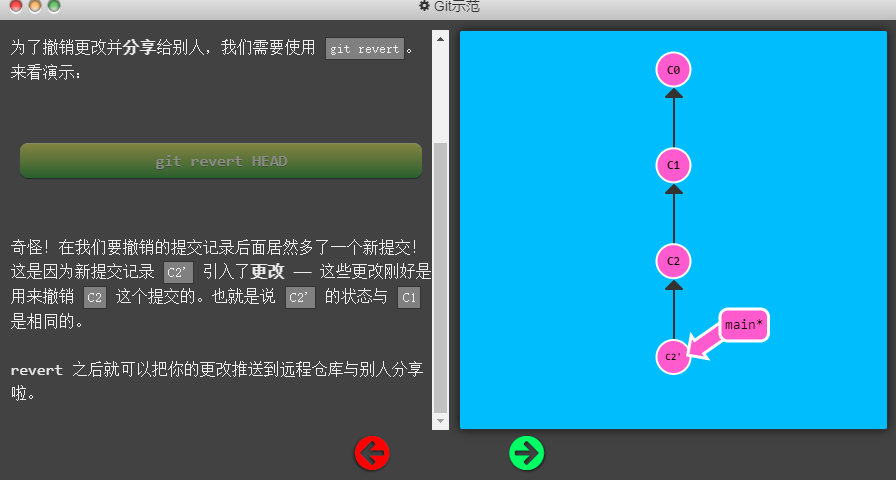 Git示范
为了撤销更改并分享给别人，我们需要使用 git revert。
来看演示：
git revert HEAD
奇怪！在我们要撤销的提交记录后面居然多了一个新提交！
这是因为新提交记录 C2' 引入了更改 —— 这些更改刚好是
用来撤销 C2 这个提交的。也就是说 C2' 的状态与 C1
是相同的。
revert 之后就可以把你的更改推送到远程仓库与别人分享
啦。
C0
C1
C2
main*
C2'